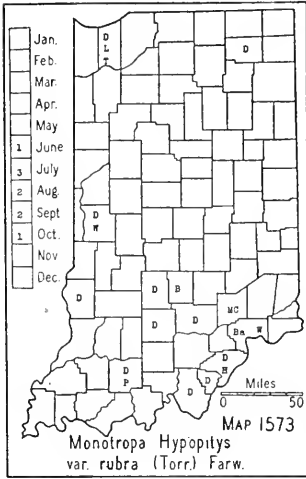 Jan.
Feb.
Mar.
Apr.
May
1 June
3 July
2 Aug.
2 Sept
1 Oct.
Nov
Dec.
D
L
T
D
D
W
D
D B
D
D
MC
Ba W
D
H
D
D
D
P
Miles
0 50
MAP 1573
Monotropa Hypopitys
var. rubra (Torr.) Farw.